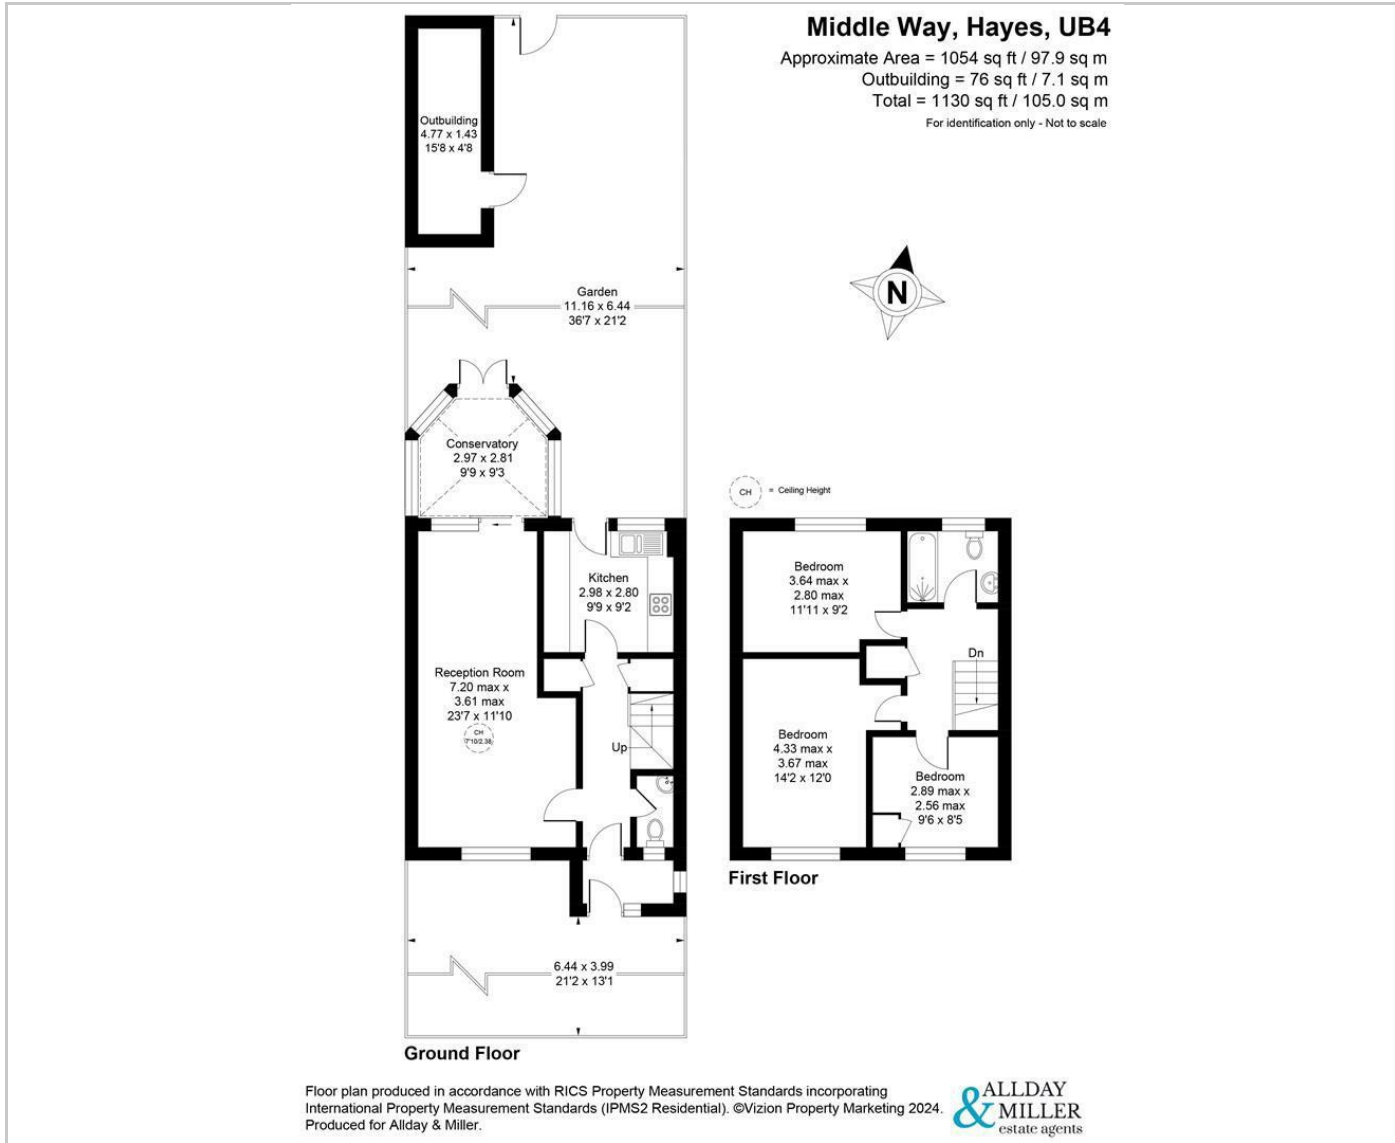 Middle Way, Hayes, UB4
Approximate Area = 1054 sq ft / 97.9 sq m
Outbuilding = 76 sq ft / 7.1 sq m
Total = 1130 sq ft / 105.0 sq m
For identification only - Not to scale
Outbuilding
4.77 x 1.43
15'8 x 4'8
N
Garden
11.16 x 6.44
36'7 x 21'2
Conservatory
2.97 x 2.81
9'9 x 9'3
Kitchen
2.98 x 2.80
9'9 x 9'2
Reception Room
7.20 max x
3.61 max
23'7 x 11'10
CH
7'10/2.38
Up
6.44 x 3.99
21'2 x 13'1
Ground Floor
CH = Ceiling Height
Bedroom
3.64 max x
2.80 max
11'11 x 9'2
Dn
Bedroom
4.33 max x
3.67 max
14'2 x 12'0
Bedroom
2.89 max x
2.56 max
9'6 x 8'5
First Floor
Floor plan produced in accordance with RICS Property Measurement Standards incorporating
International Property Measurement Standards (IPMS2 Residential). ©Vizion Property Marketing 2024.
Produced for Allday & Miller.
ALLDAY
& MILLER
estate agents